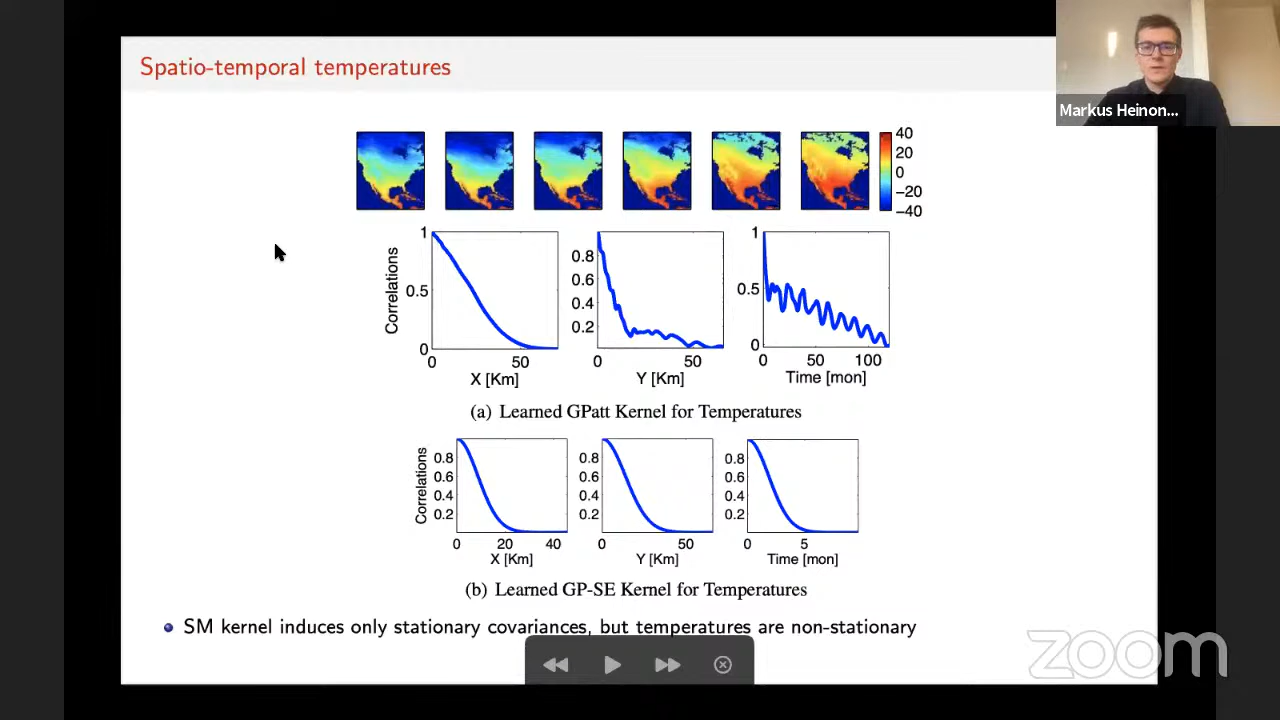 Spatio-temporal temperatures
Markus Heinon...
40
20
0
−20
−40
Correlations
1
0.5
0
0 50
X [Km]
0.8
0.6
0.4
0.2
0 50
Y [Km]
1
0.5
0
0 50 100
Time [mon]
(a) Learned GPatt Kernel for Temperatures
Correlations
0.8
0.6
0.4
0.2
0 20 40
X [Km]
0.8
0.6
0.4
0.2
0 50
Y [Km]
0.8
0.6
0.4
0.2
0 5
Time [mon]
(b) Learned GP-SE Kernel for Temperatures
SM kernel induces only stationary covariances, but temperatures are non-stationary
zoom